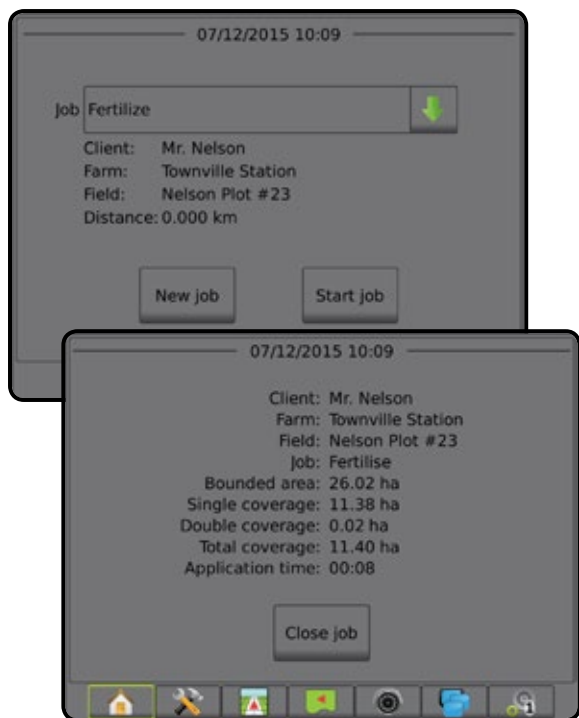 07/12/2015 10:09
Job Fertilize
Client: Mr. Nelson
Farm: Townville Station
Field: Nelson Plot #23
Distance: 0.000 km
New job Start job
07/12/2015 10:09
Client: Mr. Nelson
Farm: Townville Station
Field: Nelson Plot #23
Job: Fertilise
Bounded area: 26.02 ha
Single coverage: 11.38 ha
Double coverage: 0.02 ha
Total coverage: 11.40 ha
Application time: 00:08
Close job